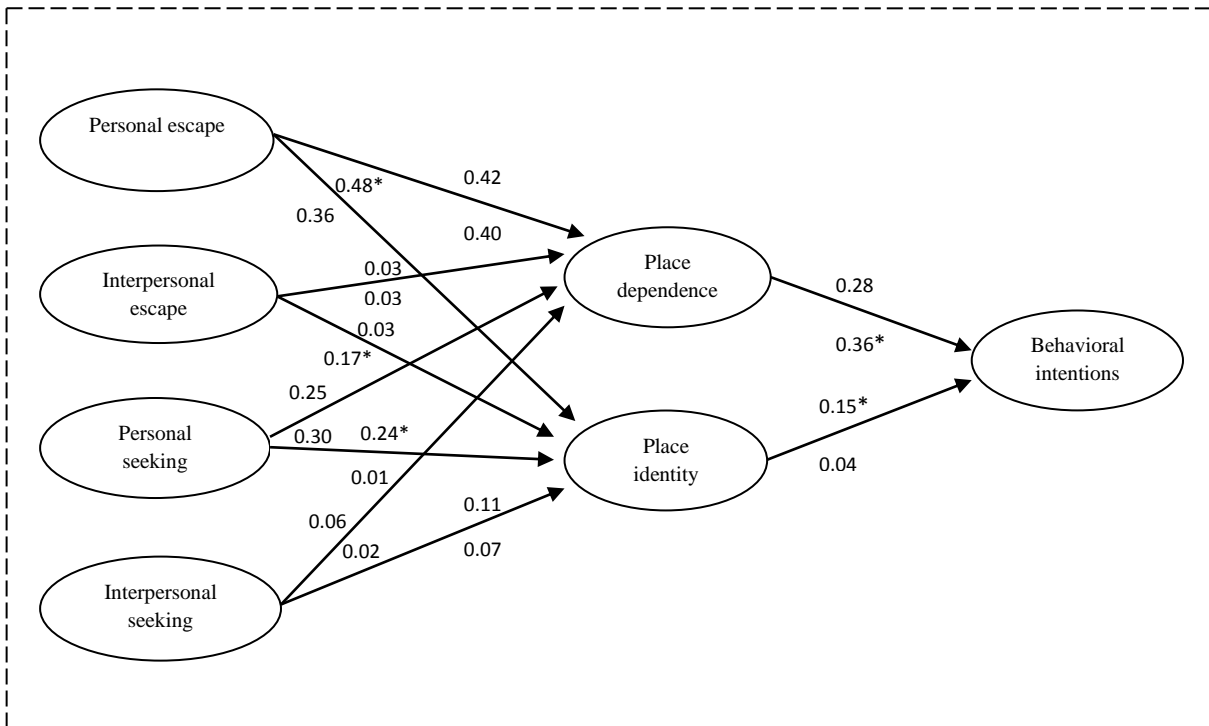 Personal escape
0.42
0.48*
0.36
0.40
Interpersonal
escape
0.03
0.03
0.03
0.17*
Place
dependence
0.28
0.36*
Behavioral
intentions
0.25
0.30
0.24*
Personal
seeking
0.01
Place
identity
0.15*
0.04
0.06
0.02
0.11
0.07
Interpersonal
seeking